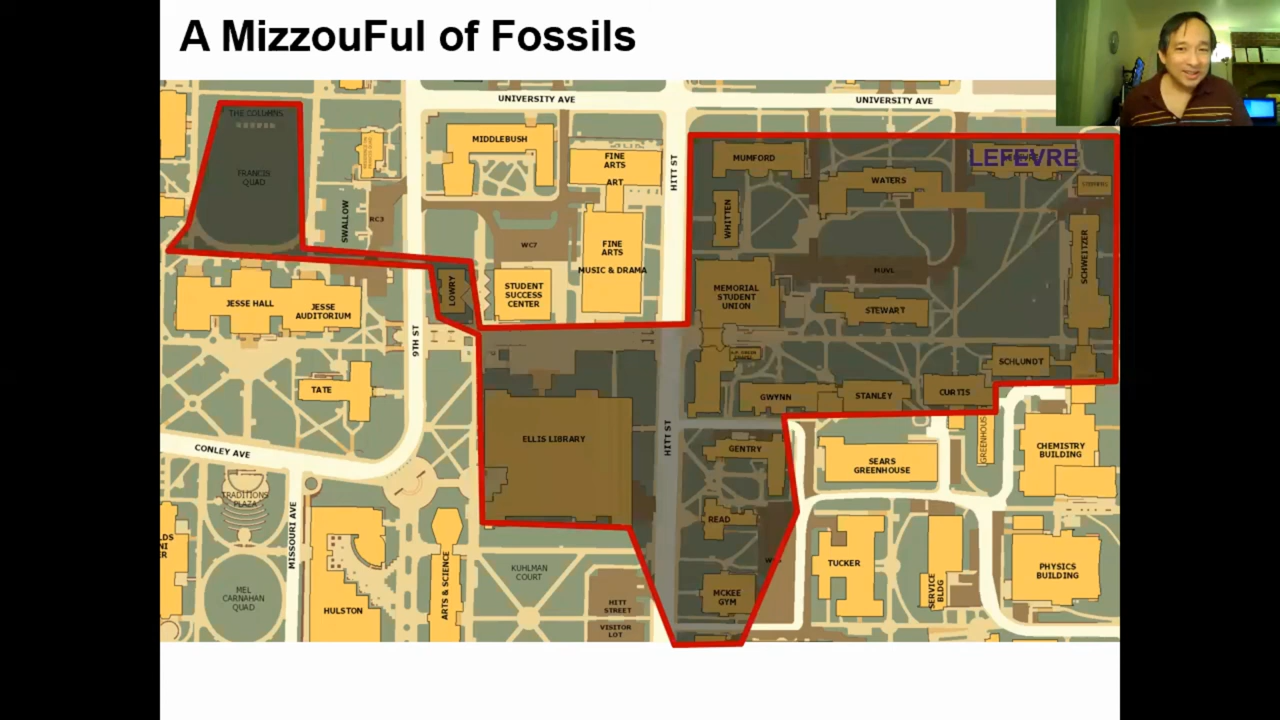 A MizzouFul of Fossils
UNIVERSITY AVE
UNIVERSITY AVE
THE COLUMNS
FRANCIS
QUAD
SWALLOW
RC3
MIDDLEBUSH
FINE
ARTS
ART
WC7
FINE
ARTS
MUSIC & DRAMA
HITT ST
MUMFORD
WHITTEN
WATERS
LEFEVRE
SCHWEITZER
JESSE HALL
JESSE
AUDITORIUM
9TH ST
LOWRY
STUDENT
SUCCESS
CENTER
MEMORIAL
STUDENT
UNION
STEWART
SCHLUNDT
TATE
GWYNN
STANLEY
CURTIS
CONLEY AVE
ELLIS LIBRARY
HITT ST
GENTRY
SEARS
GREENHOUSE
GREENHOUS
CHEMISTRY
BUILDING
TRADITIONS
PLAZA
MISSOURI AVE
READ
TUCKER
SERVICE
BLDG
PHYSICS
BUILDING
MEL
CARNAHAN
QUAD
HULSTON
ARTS & SCIENCE
KUHLMAN
COURT
HITT
STREET
VISITOR
LOT
MCKEE
GYM